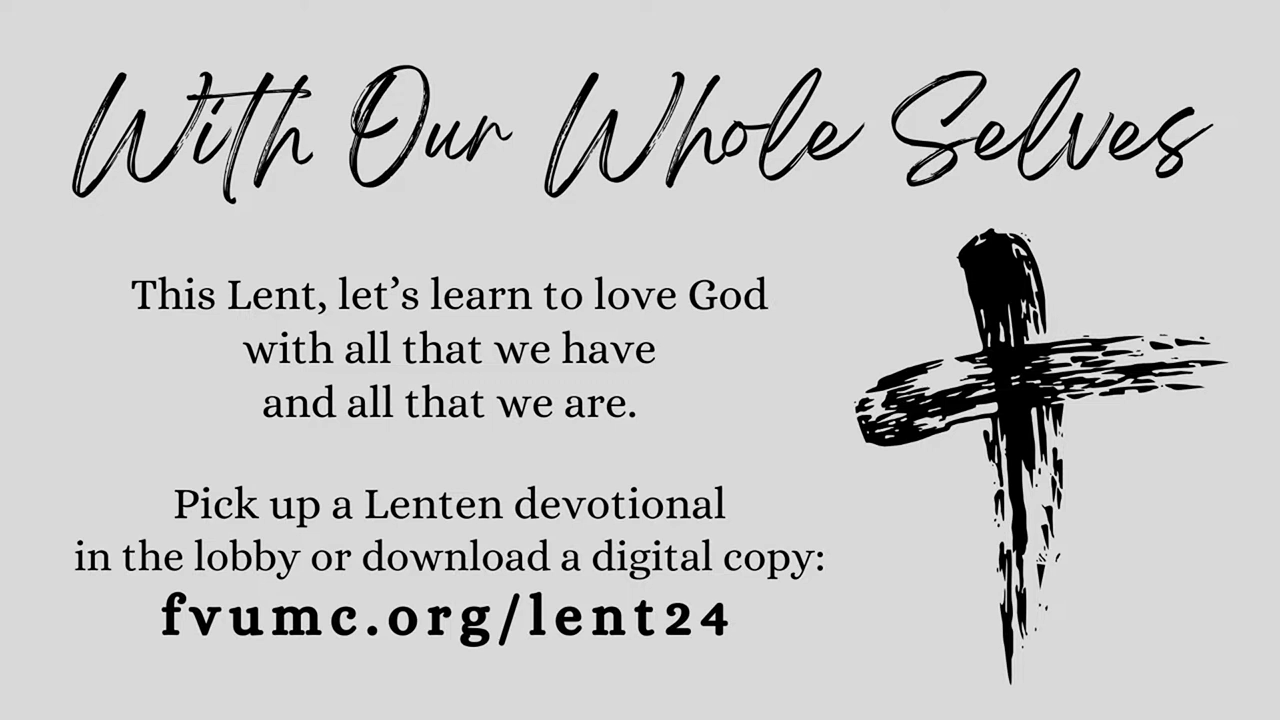 With Our Whole Selves
This Lent, let’s learn to love God
with all that we have
and all that we are.
Pick up a Lenten devotional
in the lobby or download a digital copy:
fvumc.org/lent24